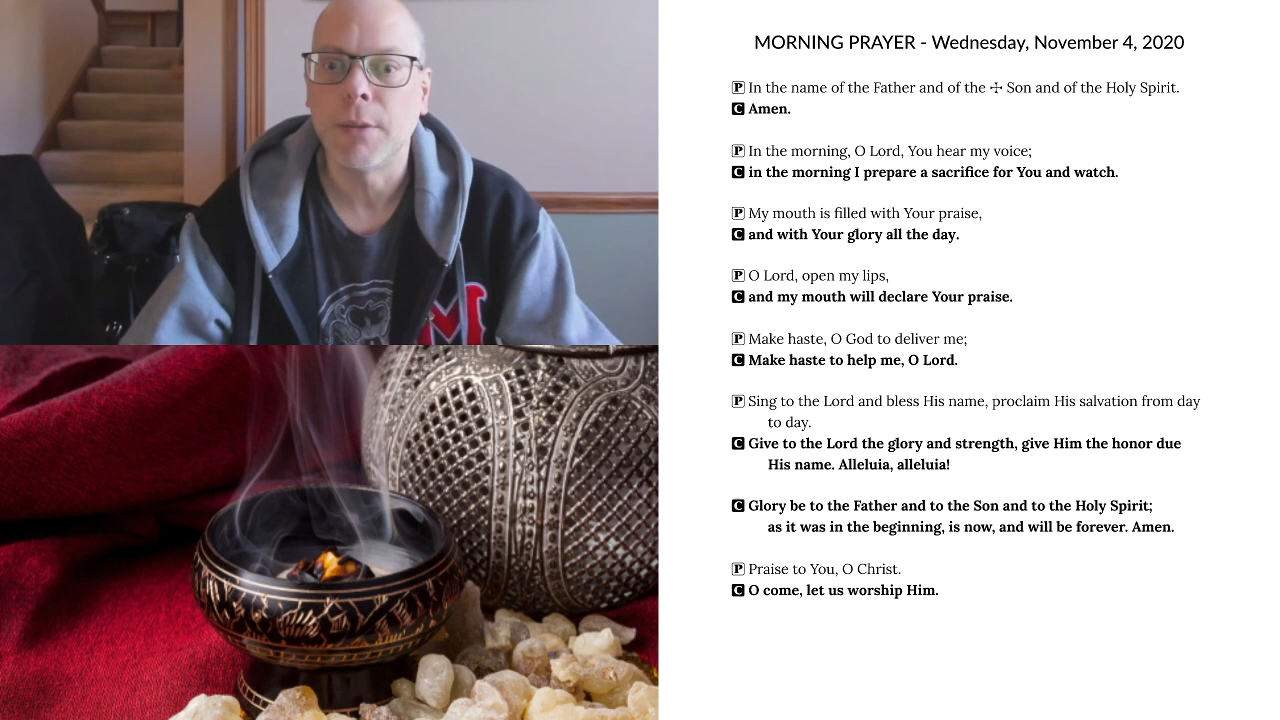 M
MORNING PRAYER - Wednesday, November 4, 2020
P In the name of the Father and of the ☩ Son and of the Holy Spirit.
C Amen.
P In the morning, O Lord, You hear my voice;
C in the morning I prepare a sacrifice for You and watch.
P My mouth is filled with Your praise,
C and with Your glory all the day.
P O Lord, open my lips,
C and my mouth will declare Your praise.
P Make haste, O God to deliver me;
C Make haste to help me, O Lord.
P Sing to the Lord and bless His name, proclaim His salvation from day
to day.
C Give to the Lord the glory and strength, give Him the honor due
His name. Alleluia, alleluia!
C Glory be to the Father and to the Son and to the Holy Spirit;
as it was in the beginning, is now, and will be forever. Amen.
P Praise to You, O Christ.
C O come, let us worship Him.